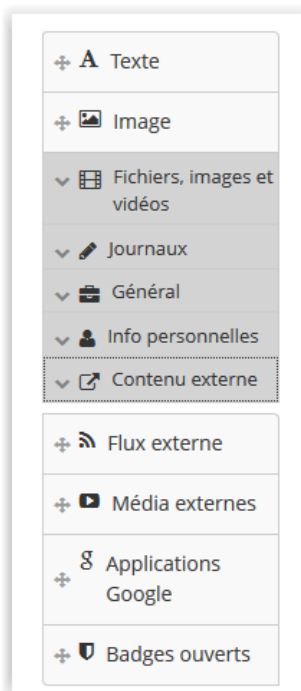 Texte
Image
Fichiers, images et
vidéos
Journaux
Général
Info personnelles
Contenu externe
Flux externe
Média externes
Applications
Google
Badges ouverts